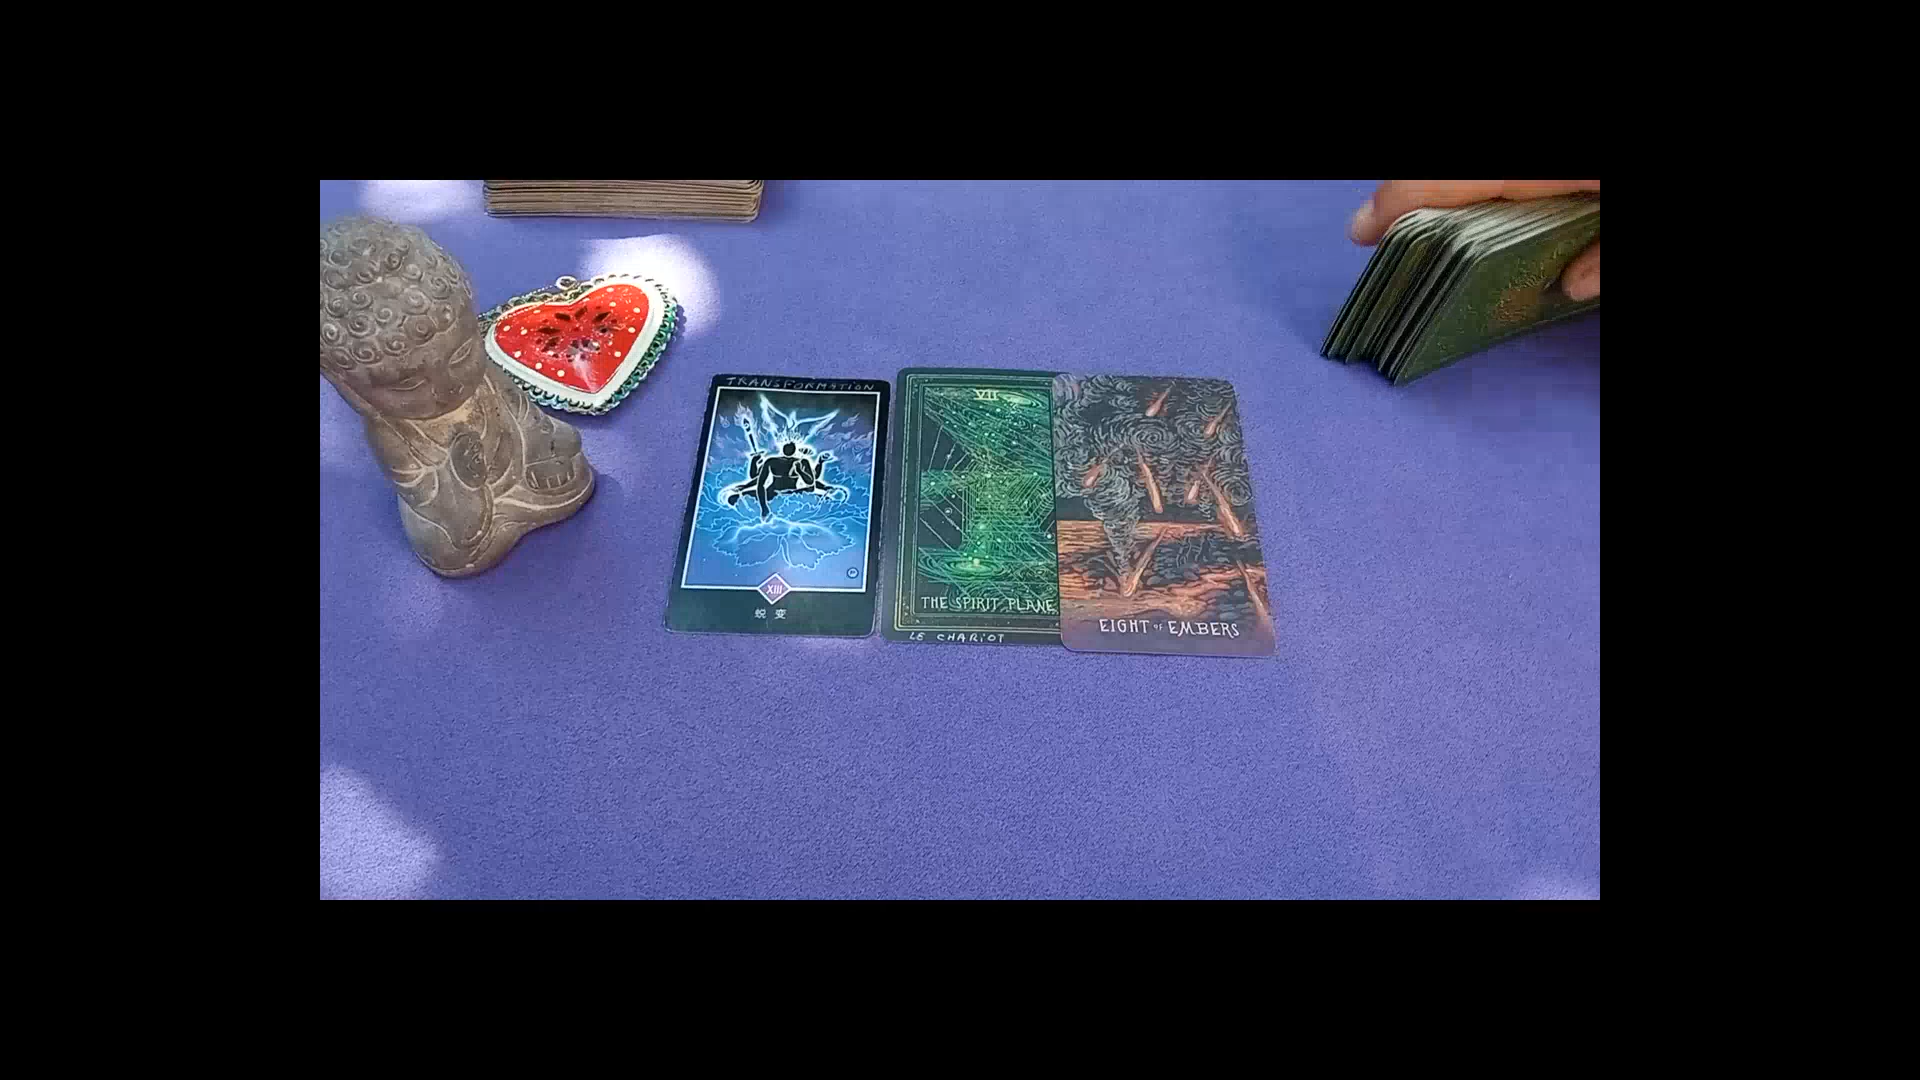 TRANSFORMATION
XIII
蜕变
VII
THE SPIRIT PLANE
LE CHARIOT
EIGHT OF EMBERS